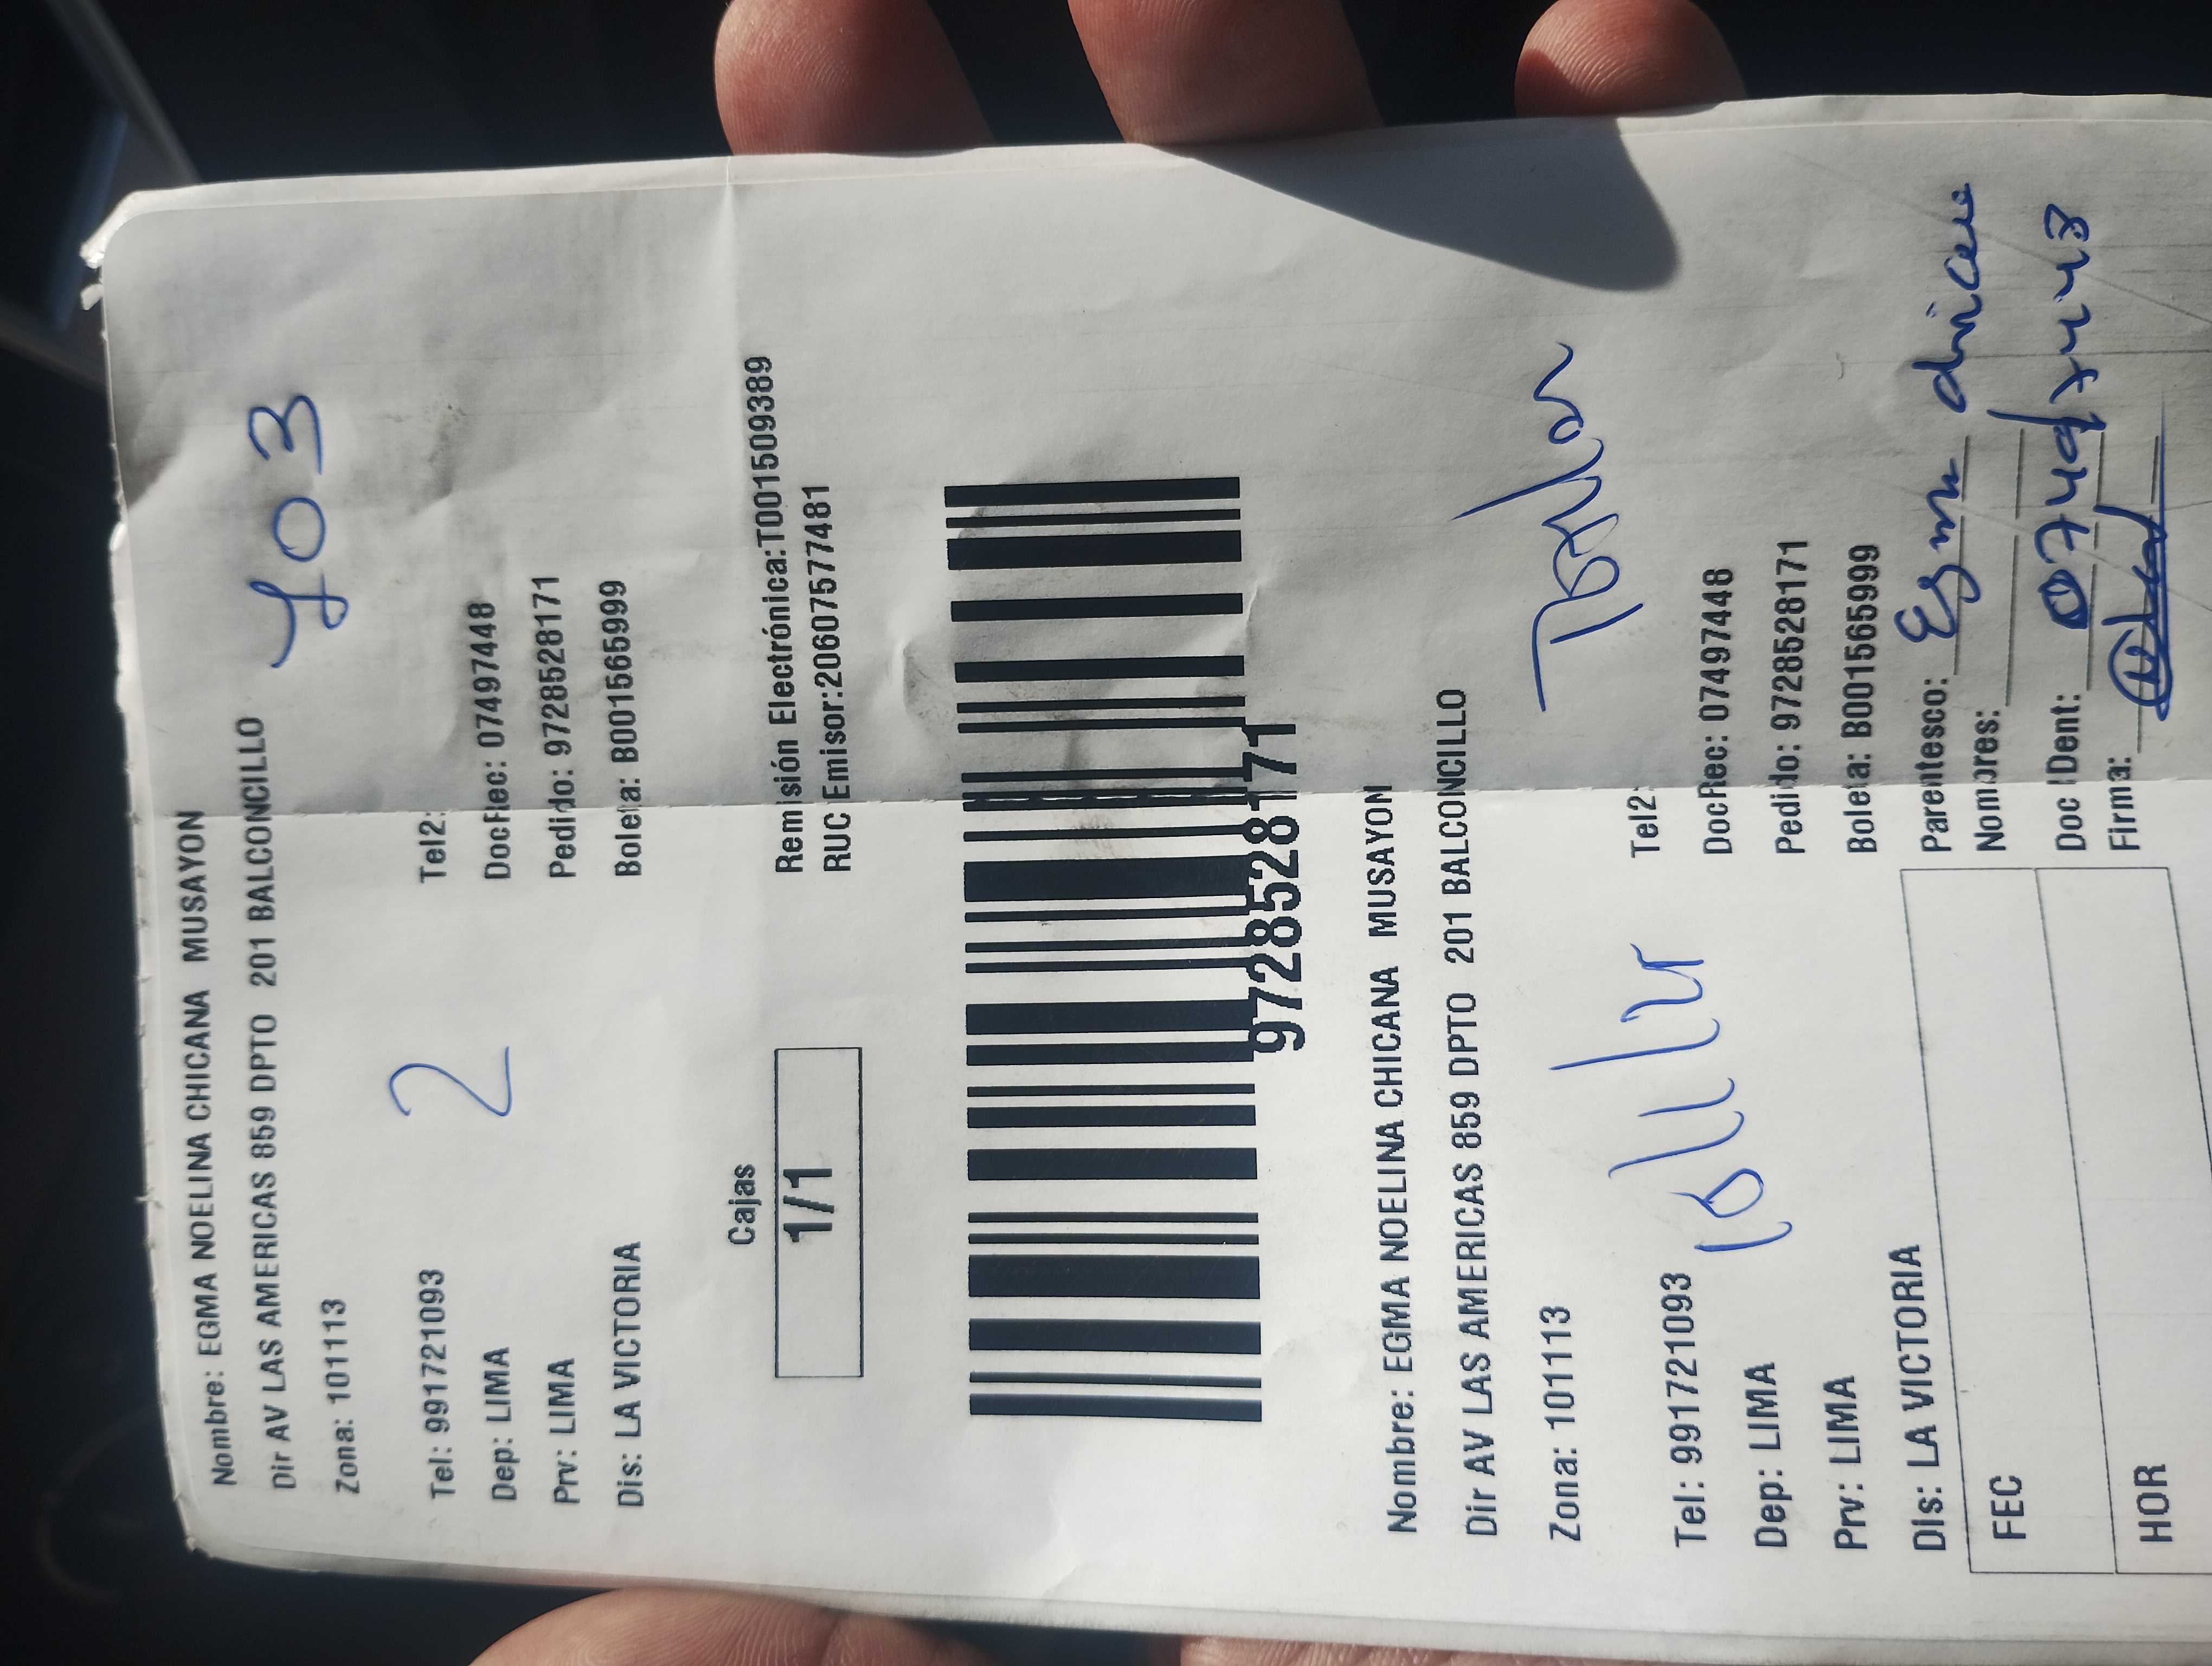 Nombre: EGMA NOELINA CHICANA MUSAYON
Dir AV LAS AMERICAS 859 DPTO 201 BALCONCILLO
Zona: 101113
403
2
Tel: 991721093 Tel2:
Dep: LIMA DocRec: 07497448
Prv: LIMA Pedido: 9728528171
Dis: LA VICTORIA Boleta: B001565999
Cajas
1/1
Remisión Electrónica:T001509389
RUC Emisor:20607577481
9728528171
Nombre: EGMA NOELINA CHICANA MUSAYON
Dir AV LAS AMERICAS 859 DPTO 201 BALCONCILLO
Zona: 101113
Tel: 991721093 Tel2:
Dep: LIMA DocRec: 07497448
Prv: LIMA Pedido: 9728528171
Dis: LA VICTORIA Boleta: B001565999
FEC
HOR
Parentesco:
Nombres:
Doc IDent:
Firma: